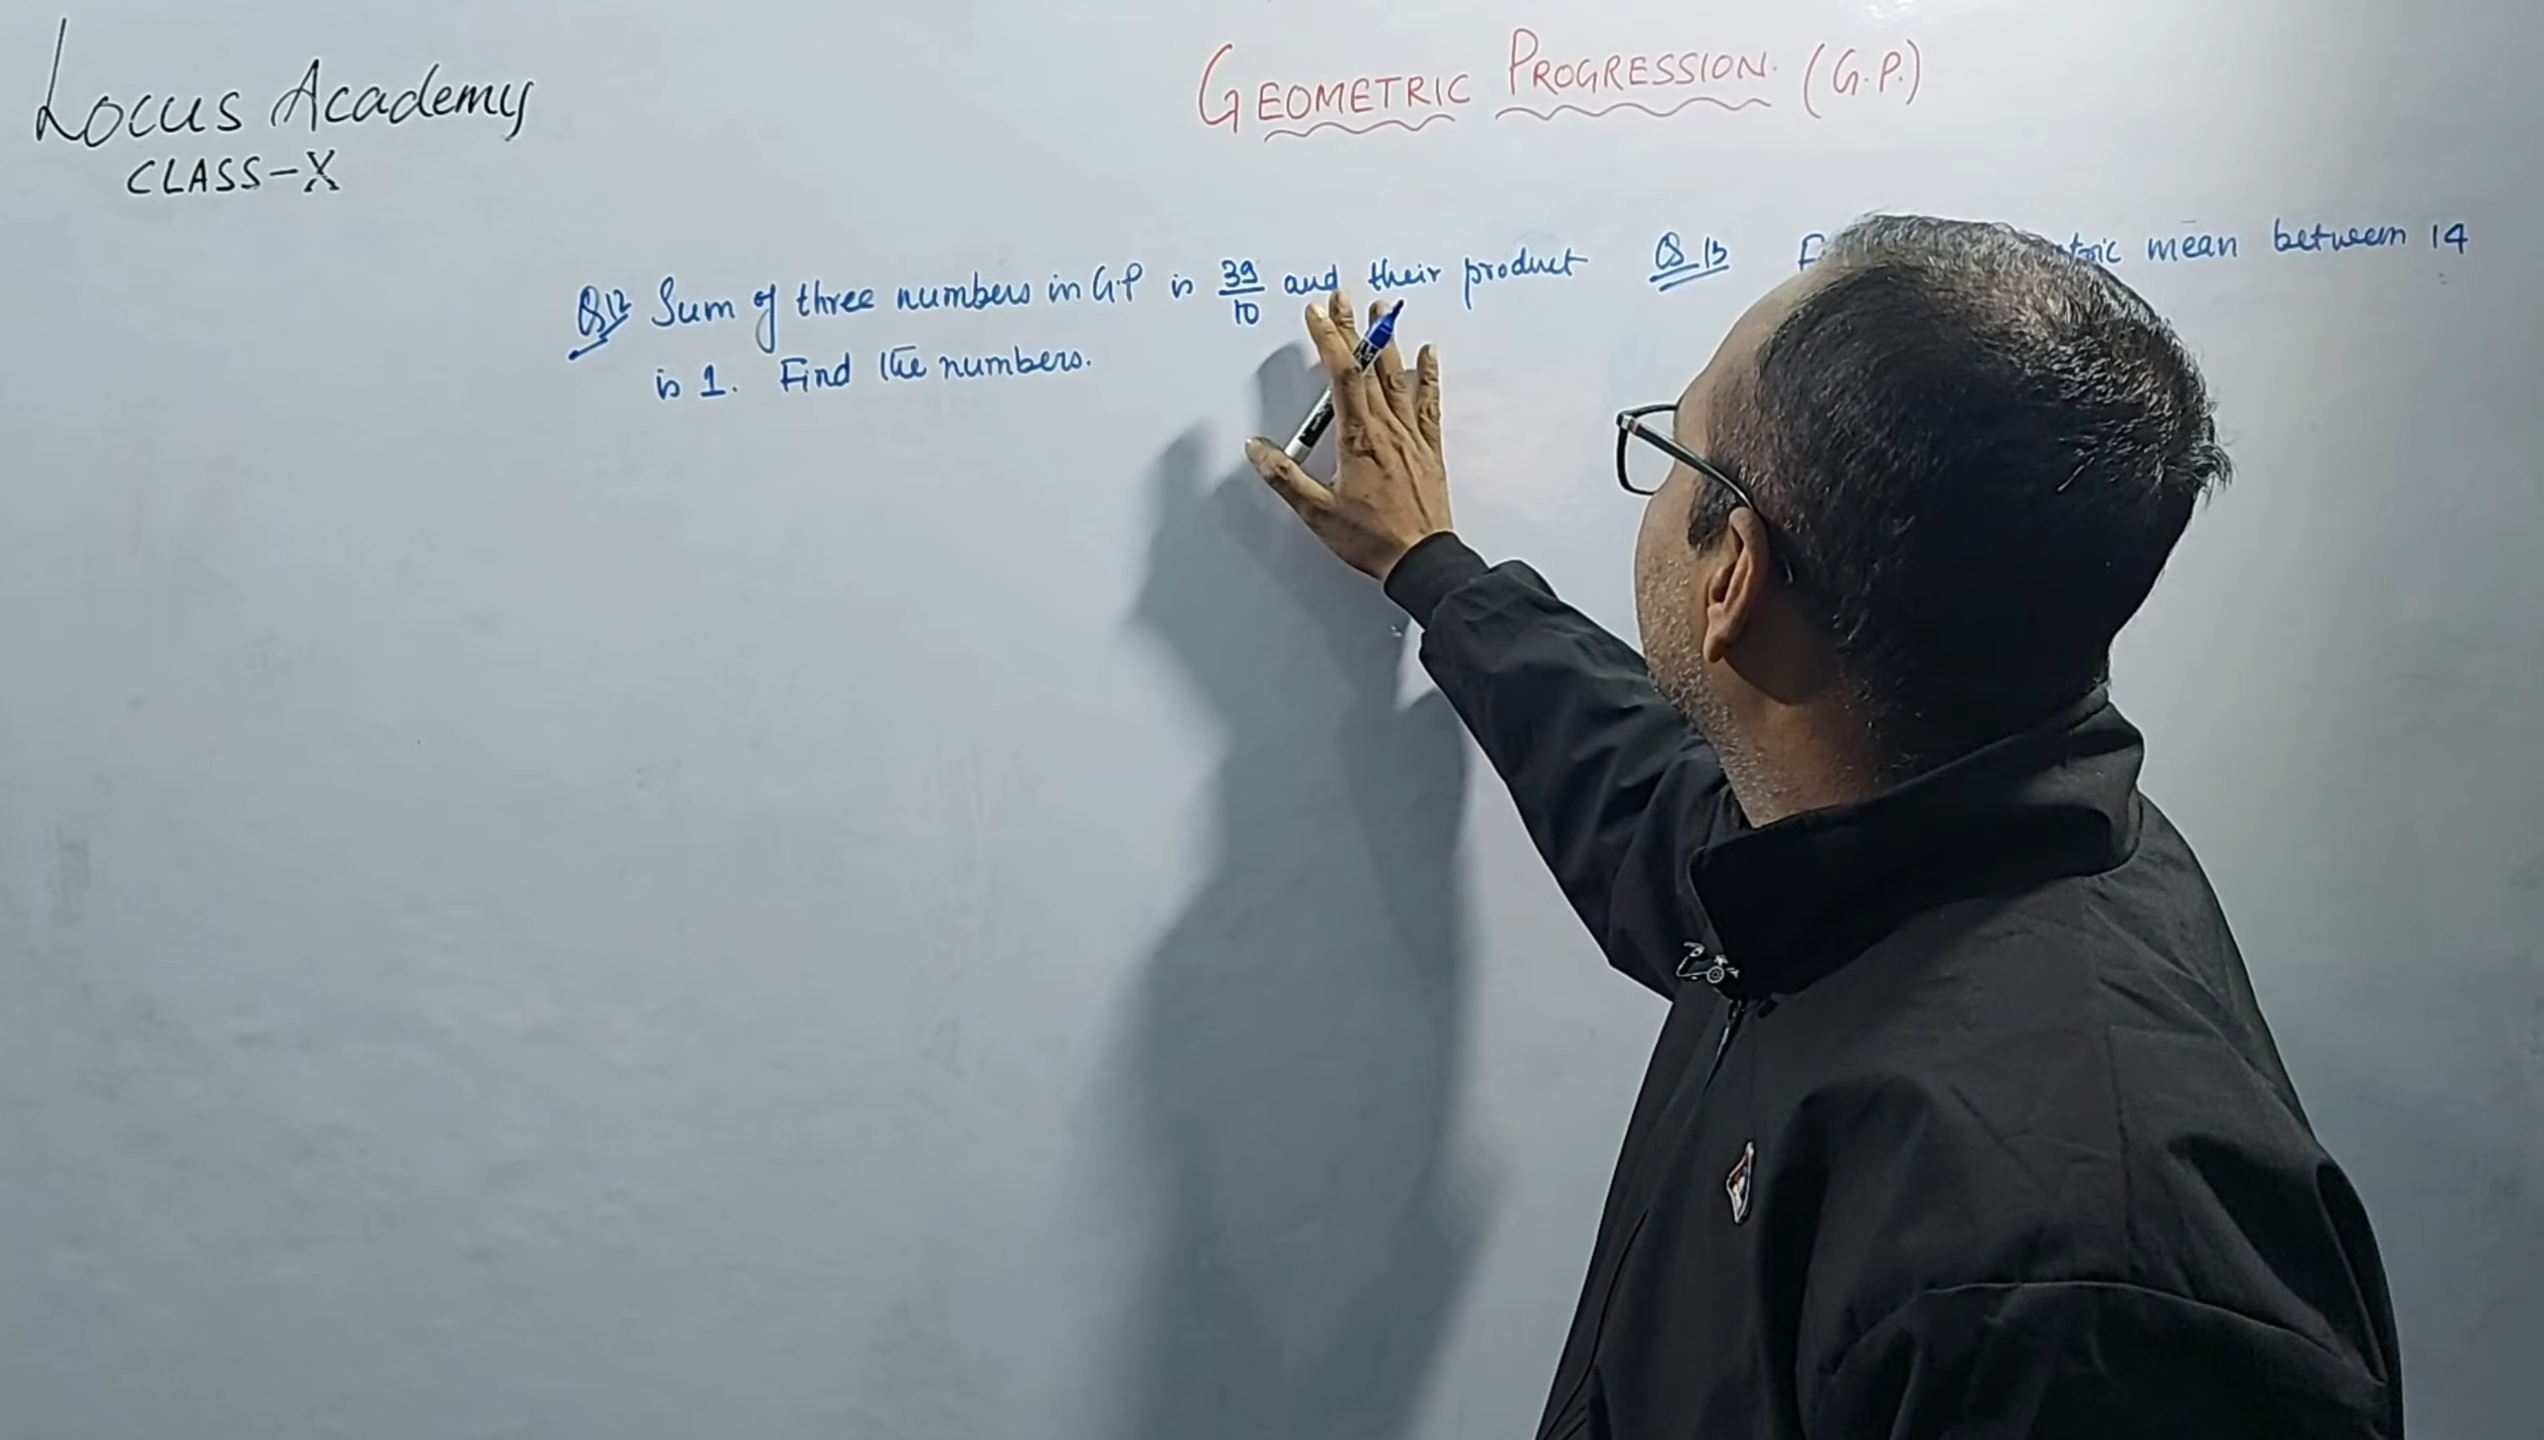 Locus Academy
CLASS-X
GEOMETRIC PROGRESSION. (G.P.)
Q12 Sum of three numbers in G.P is 39/10 and their product
is 1. Find the numbers.
Q.13 mean between 14